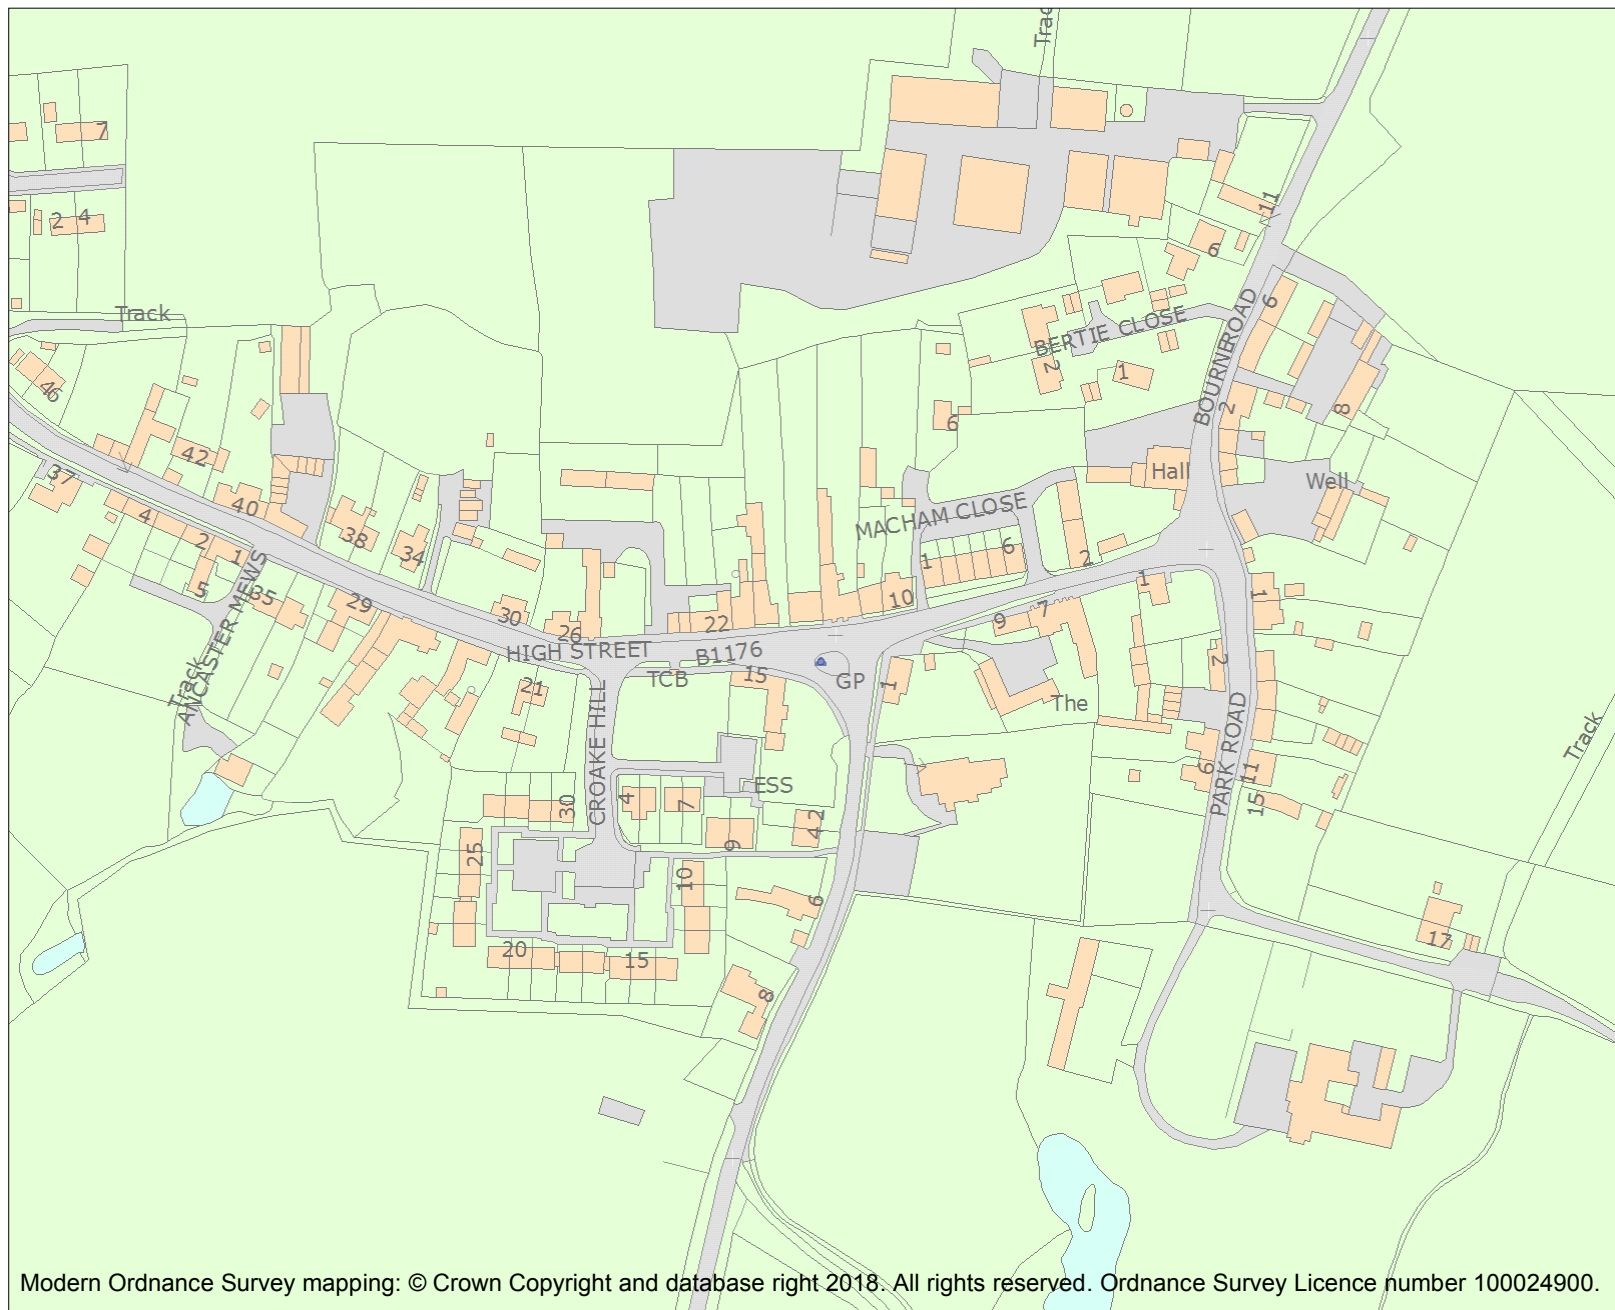 Trac
7
11
2 4
6
Track
BERTIE CLOSE
BOURNE ROAD
6
46
2
1
2
8
6
42
37
Hall
Well
40
4
38
MACHAM CLOSE
2
34
1
6
2
1
5
35
29
10
1
1
30
22
9
7
26
HIGH STREET
B1176
ANCASTER MEWS
Track
21
TCB
15
GP
1
2
The
CROAKE HILL
PARK ROAD
Track
6
11
ESS
4
7
30
15
2
4
9
25
10
6
20
15
17
8
Modern Ordnance Survey mapping: © Crown Copyright and database right 2018. All rights reserved. Ordnance Survey Licence number 100024900.